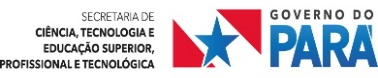 SECRETARIA DE
CIÊNCIA, TECNOLOGIA E
EDUCAÇÃO SUPERIOR,
PROFISSIONAL E TECNOLÓGICA
GOVERNO DO
PARÁ